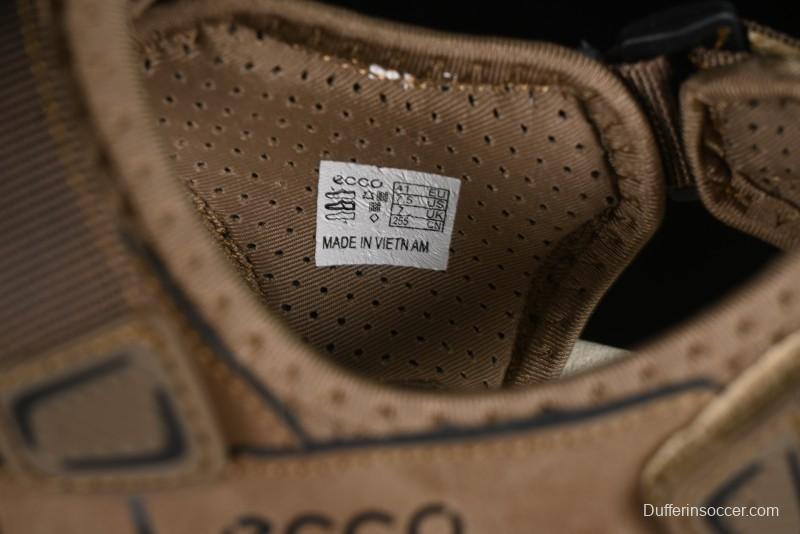 ecco
41 EU
7.5 US
7 UK
255 CN
MADE IN VIETNAM
ecco
Dufferinsoccer.com